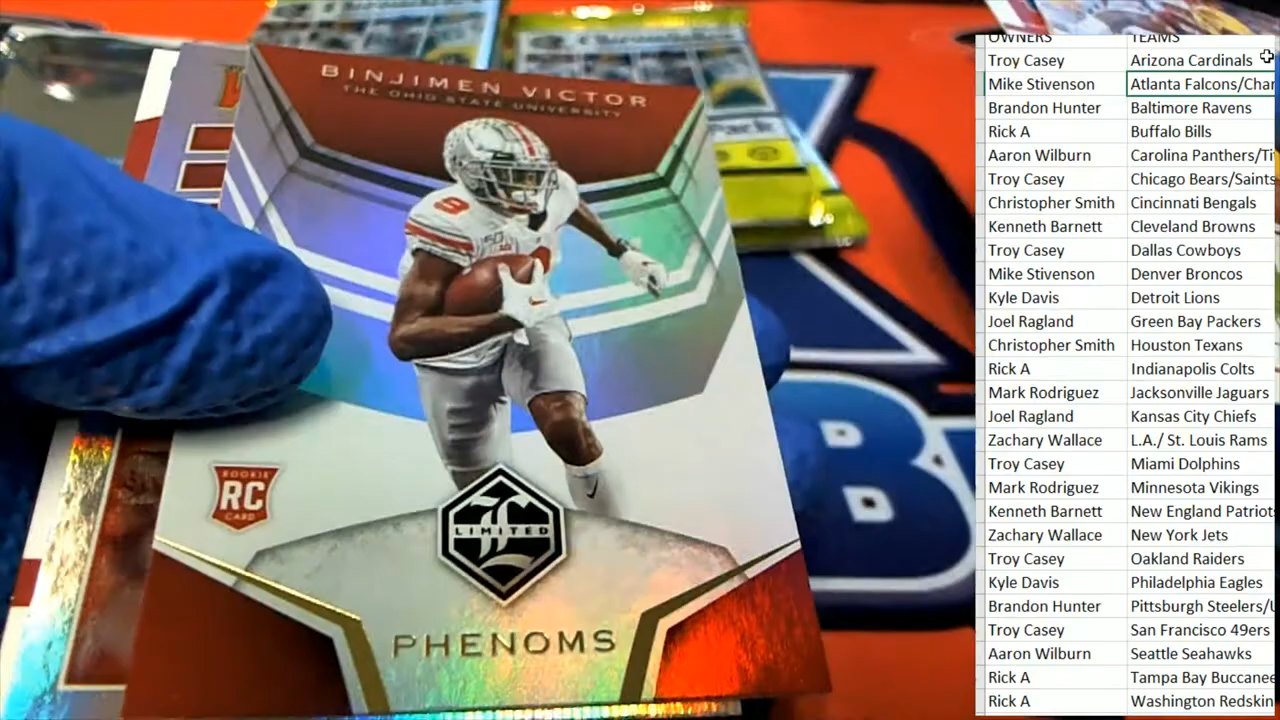 BINJIMEN VICTOR
THE OHIO STATE UNIVERSITY
9
ROOKIE
RC
CARD
LIMITED
PHENOMS
Pack
B
OWNERS TEAMS
Troy Casey Arizona Cardinals
Mike Stivenson Atlanta Falcons/Char
Brandon Hunter Baltimore Ravens
Rick A Buffalo Bills
Aaron Wilburn Carolina Panthers/Ti
Troy Casey Chicago Bears/Saints
Christopher Smith Cincinnati Bengals
Kenneth Barnett Cleveland Browns
Troy Casey Dallas Cowboys
Mike Stivenson Denver Broncos
Kyle Davis Detroit Lions
Joel Ragland Green Bay Packers
Christopher Smith Houston Texans
Rick A Indianapolis Colts
Mark Rodriguez Jacksonville Jaguars
Joel Ragland Kansas City Chiefs
Zachary Wallace L.A./ St. Louis Rams
Troy Casey Miami Dolphins
Mark Rodriguez Minnesota Vikings
Kenneth Barnett New England Patriot
Zachary Wallace New York Jets
Troy Casey Oakland Raiders
Kyle Davis Philadelphia Eagles
Brandon Hunter Pittsburgh Steelers/
Troy Casey San Francisco 49ers
Aaron Wilburn Seattle Seahawks
Rick A Tampa Bay Buccanee
Rick A Washington Redskin